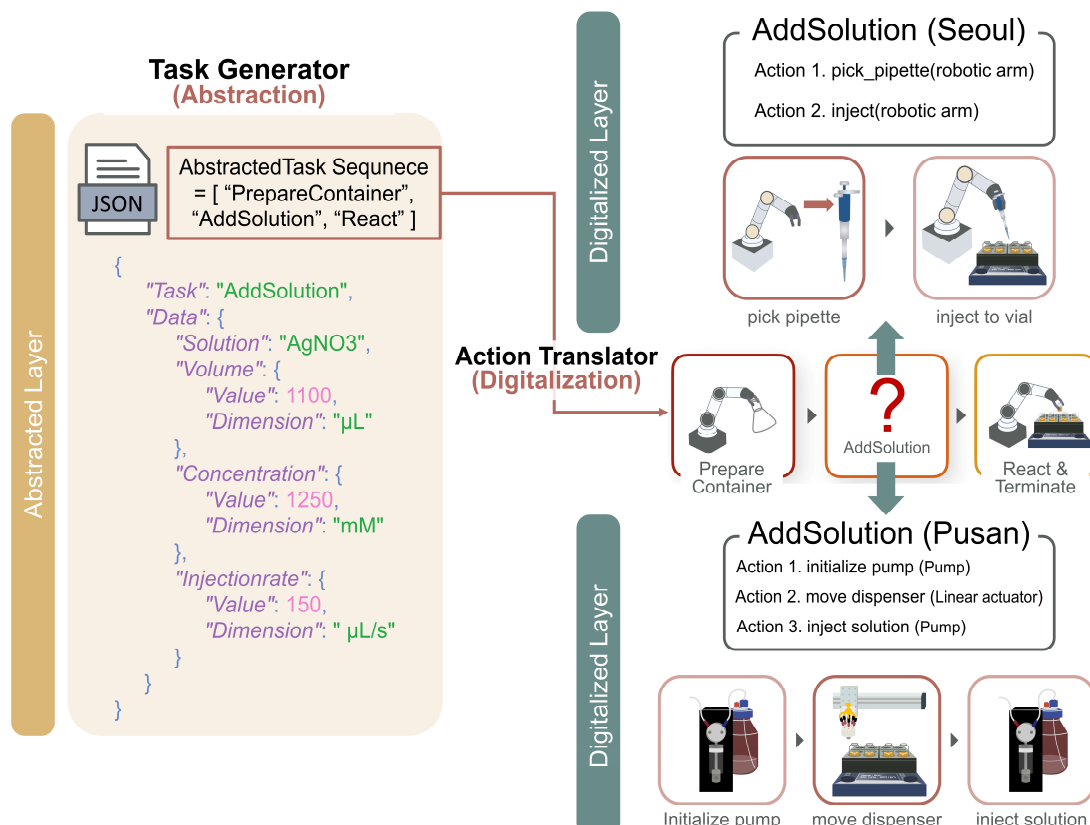 Task Generator
(Abstraction)
Abstracted Layer
JSON
AbstractedTask Sequnece
= [ “PrepareContainer”,
“AddSolution”, “React” ]
{
"Task": "AddSolution",
"Data": {
"Solution": "AgNO3",
"Volume": {
"Value": 1100,
"Dimension": "µL"
},
"Concentration": {
"Value": 1250,
"Dimension": "mM"
},
"Injectionrate": {
"Value": 150,
"Dimension": " µL/s"
}
}
}
Action Translator
(Digitalization)
Digitalized Layer
AddSolution (Seoul)
Action 1. pick_pipette(robotic arm)
Action 2. inject(robotic arm)
pick pipette
inject to vial
Prepare
Container
?
AddSolution
React &
Terminate
Digitalized Layer
AddSolution (Pusan)
Action 1. initialize pump (Pump)
Action 2. move dispenser (Linear actuator)
Action 3. inject solution (Pump)
Initialize pump
move dispenser
inject solution